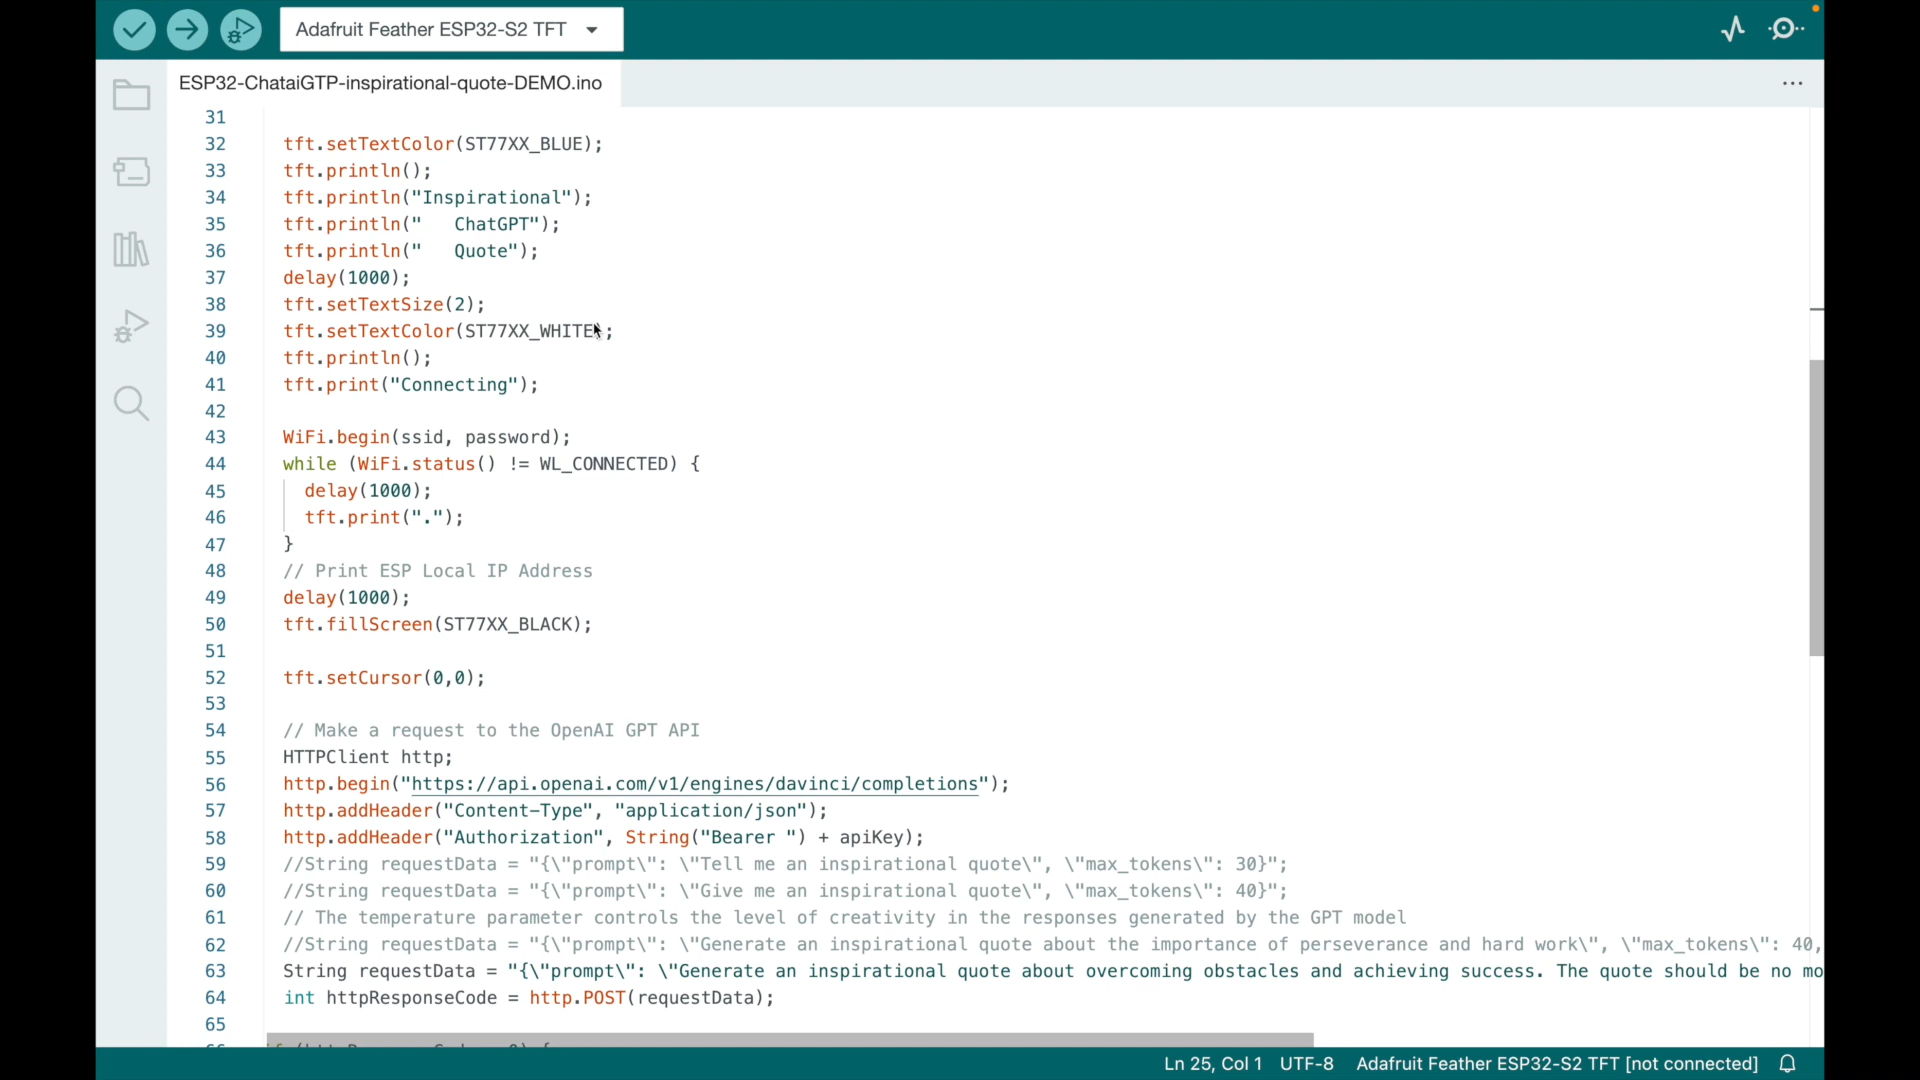 Adafruit Feather ESP32-S2 TFT
ESP32-ChataiGTP-inspirational-quote-DEMO.ino
31
32 tft.setTextColor(ST77XX_BLUE);
33 tft.println();
34 tft.println("Inspirational");
35 tft.println("   ChatGPT");
36 tft.println("   Quote");
37 delay(1000);
38 tft.setTextSize(2);
39 tft.setTextColor(ST77XX_WHITE);
40 tft.println();
41 tft.print("Connecting");
42
43 WiFi.begin(ssid, password);
44 while (WiFi.status() != WL_CONNECTED) {
45 delay(1000);
46 tft.print(".");
47 }
48 // Print ESP Local IP Address
49 delay(1000);
50 tft.fillScreen(ST77XX_BLACK);
51
52 tft.setCursor(0,0);
53
54 // Make a request to the OpenAI GPT API
55 HTTPClient http;
56 http.begin("https://api.openai.com/v1/engines/davinci/completions");
57 http.addHeader("Content-Type", "application/json");
58 http.addHeader("Authorization", String("Bearer ") + apiKey);
59 //String requestData = "{\"prompt\": \"Tell me an inspirational quote\", \"max_tokens\": 30}";
60 //String requestData = "{\"prompt\": \"Give me an inspirational quote\", \"max_tokens\": 40}";
61 // The temperature parameter controls the level of creativity in the responses generated by the GPT model
62 //String requestData = "{\"prompt\": \"Generate an inspirational quote about the importance of perseverance and hard work\", \"max_tokens\": 40,
63 String requestData = "{\"prompt\": \"Generate an inspirational quote about overcoming obstacles and achieving success. The quote should be no mo
64 int httpResponseCode = http.POST(requestData);
65
Ln 25, Col 1 UTF-8 Adafruit Feather ESP32-S2 TFT [not connected]